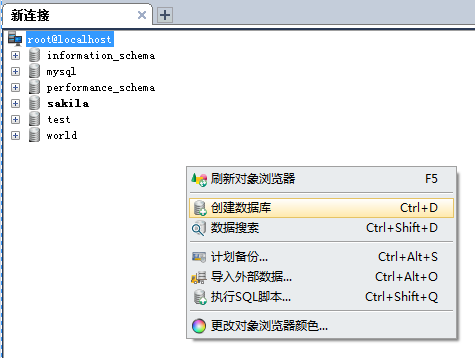 新连接
root@localhost
information_schema
mysql
performance_schema
sakila
test
world
刷新对象浏览器 F5
创建数据库 Ctrl+D
数据搜索 Ctrl+Shift+D
计划备份... Ctrl+Alt+S
导入外部数据... Ctrl+Alt+O
执行SQL脚本... Ctrl+Shift+Q
更改对象浏览器颜色...